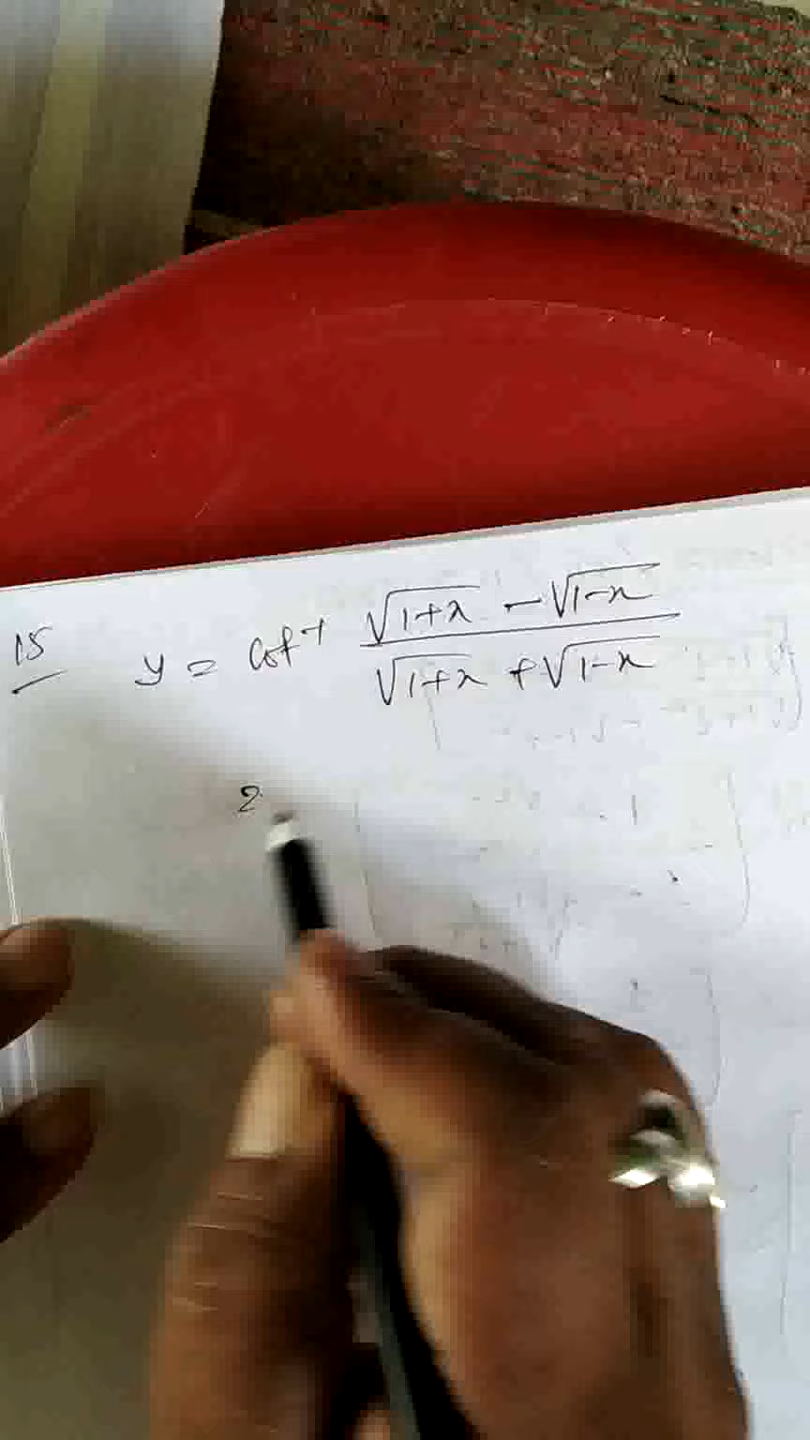 15 y = cot⁻¹ (√(1+x) - √(1-x)) / (√(1+x) + √(1-x))
2